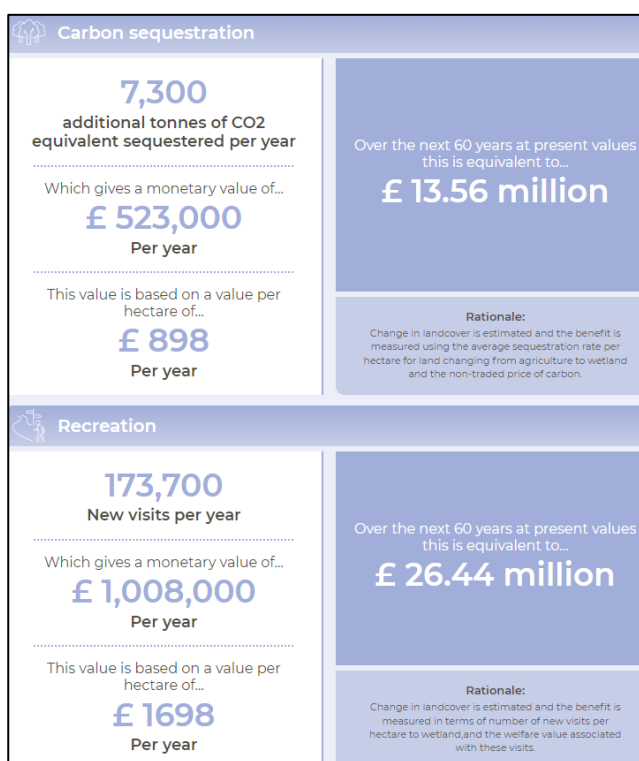 Carbon sequestration
7,300
additional tonnes of CO2
equivalent sequestered per year
Which gives a monetary value of...
£ 523,000
Per year
This value is based on a value per
hectare of...
£ 898
Per year
Over the next 60 years at present values
this is equivalent to...
£ 13.56 million
Rationale:
Change in landcover is estimated and the benefit is
measured using the average sequestration rate per
hectare for land changing from agriculture to wetland
and the non-traded price of carbon.
Recreation
173,700
New visits per year
Which gives a monetary value of...
£ 1,008,000
Per year
This value is based on a value per
hectare of...
£ 1698
Per year
Over the next 60 years at present values
this is equivalent to...
£ 26.44 million
Rationale:
Change in landcover is estimated and the benefit is
measured in terms of number of new visits per
hectare to wetland,and the welfare value associated
with these visits.